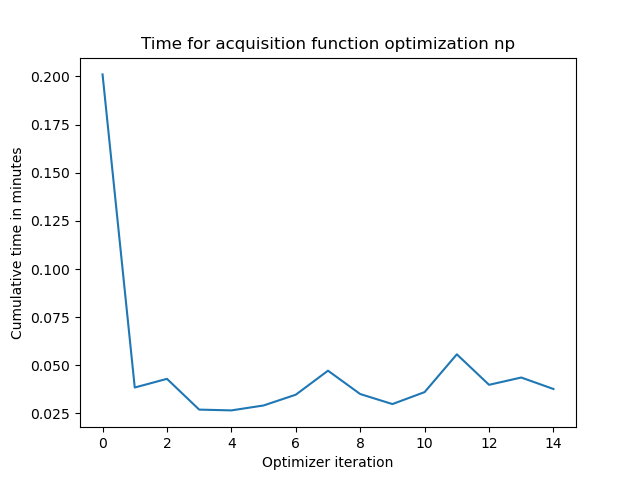 Time for acquisition function optimization np
Cumulative time in minutes
0.200
0.175
0.150
0.125
0.100
0.075
0.050
0.025
0 2 4 6 8 10 12 14
Optimizer iteration